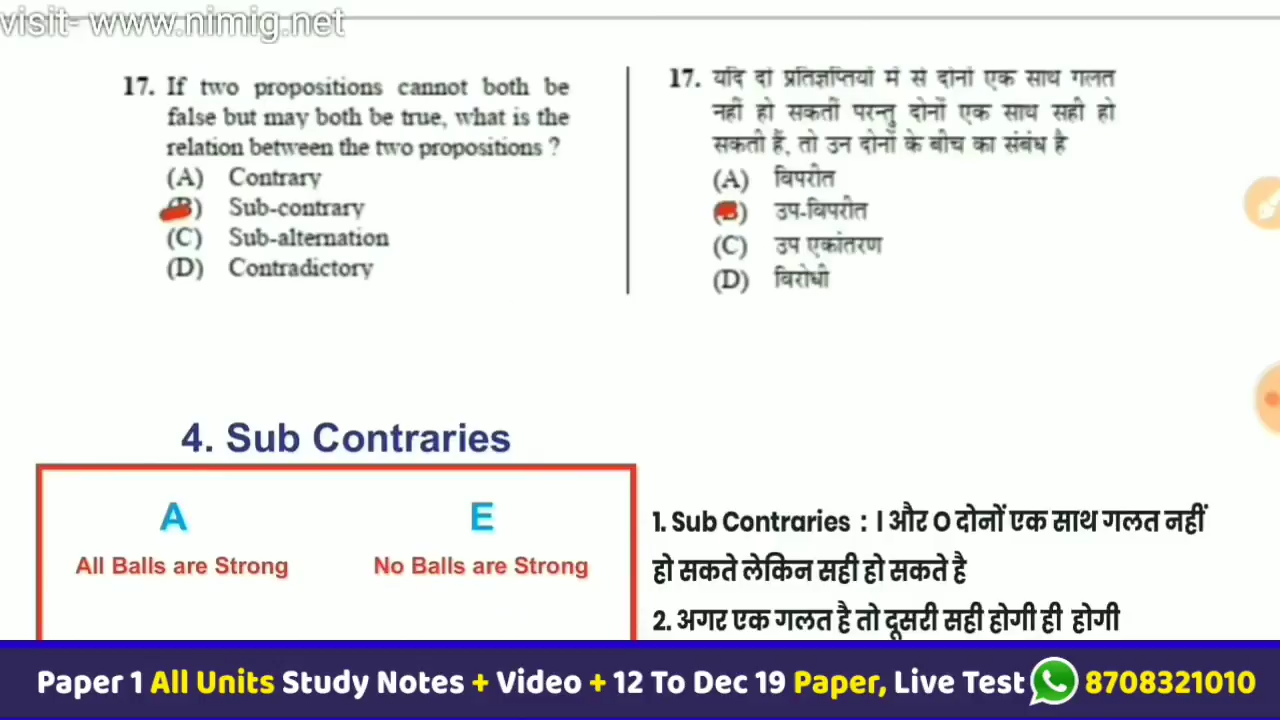 visit- www.nimig.net
17. If two propositions cannot both be
false but may both be true, what is the
relation between the two propositions ?
(A) Contrary
(B) Sub-contrary
(C) Sub-alternation
(D) Contradictory
17. यदि दो प्रतिज्ञप्तियों में से दोनों एक साथ गलत
नहीं हो सकतीं परन्तु दोनों एक साथ सही हो
सकती हैं, तो उन दोनों के बीच का संबंध है
(A) विपरीत
(B) उप-विपरीत
(C) उप एकांतरण
(D) विरोधी
4. Sub Contraries
A E
All Balls are Strong No Balls are Strong
1. Sub Contraries : I और O दोनों एक साथ गलत नहीं
हो सकते लेकिन सही हो सकते है
2. अगर एक गलत है तो दूसरी सही होगी ही होगी
Paper 1 All Units Study Notes + Video + 12 To Dec 19 Paper, Live Test 8708321010